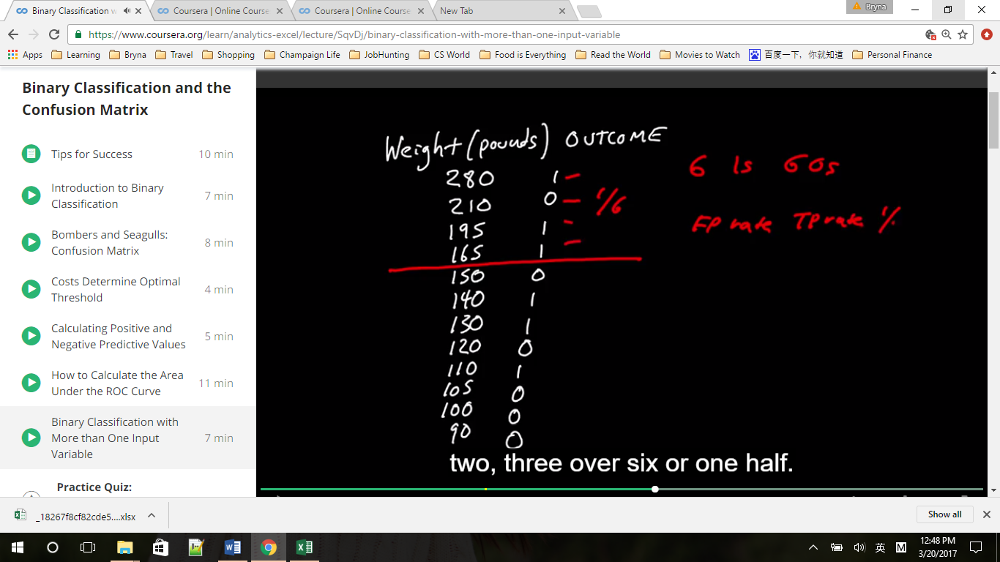 Binary Classification w
Coursera | Online Course
Coursera | Online Course
New Tab
Bryna
https://www.coursera.org/learn/analytics-excel/lecture/SqvDj/binary-classification-with-more-than-one-input-variable
Apps Learning Bryna Travel Shopping Champaign Life JobHunting CS World Food is Everything Read the World Movies to Watch 百度一下，你就知道 Personal Finance
Binary Classification and the
Confusion Matrix
Tips for Success 10 min
Introduction to Binary
Classification 7 min
Bombers and Seagulls:
Confusion Matrix 8 min
Costs Determine Optimal
Threshold 4 min
Calculating Positive and
Negative Predictive Values 5 min
How to Calculate the Area
Under the ROC Curve 11 min
Binary Classification with
More than One Input
Variable 7 min
Practice Quiz:
Weight (pounds) OUTCOME
280 1
210 0 1/6
195 1
165 1
150 0
140 1
130 1
120 0
110 1
105 0
100 0
90 0
6 1s 6 0s
FP rate TP rate
two, three over six or one half.
_18267f8cf82cde5....xlsx
Show all
英 M
12:48 PM
3/20/2017